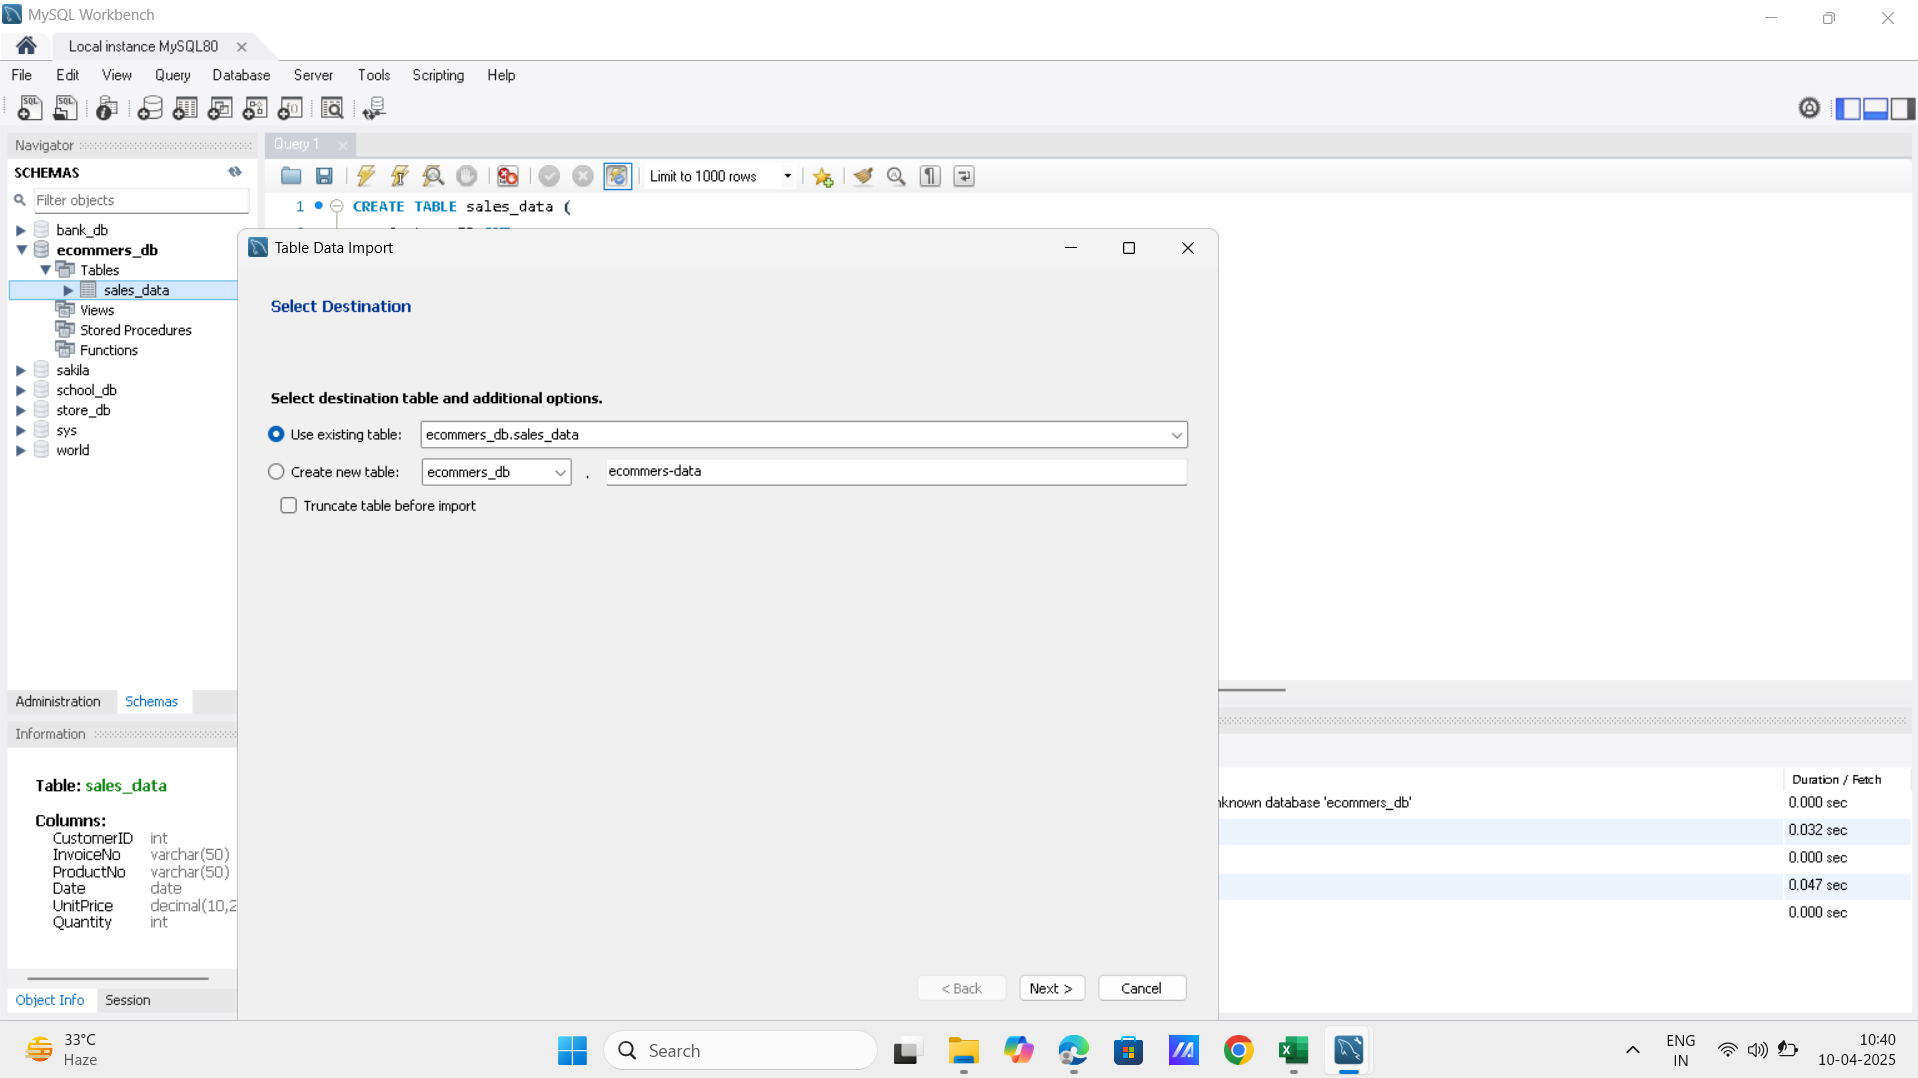 MySQL Workbench
Local instance MySQL80
File Edit View Query Database Server Tools Scripting Help
Navigator
Query 1
SCHEMAS
Limit to 1000 rows
Filter objects
1 CREATE TABLE sales_data (
bank_db
ecommers_db
Tables
sales_data
Views
Stored Procedures
Functions
sakila
school_db
store_db
sys
world
Table Data Import
Select Destination
Select destination table and additional options.
Use existing table: ecommers_db.sales_data
Create new table: ecommers_db . ecommers-data
Truncate table before import
< Back Next > Cancel
Administration Schemas
Information
Table: sales_data
Columns:
CustomerID int
InvoiceNo varchar(50)
ProductNo varchar(50)
Date date
UnitPrice decimal(10,2
Quantity int
Object Info Session
Duration / Fetch
database 'ecommers_db' 0.000 sec
0.032 sec
0.000 sec
0.047 sec
0.000 sec
33°C
Haze
Search
ENG
IN
10:40
10-04-2025